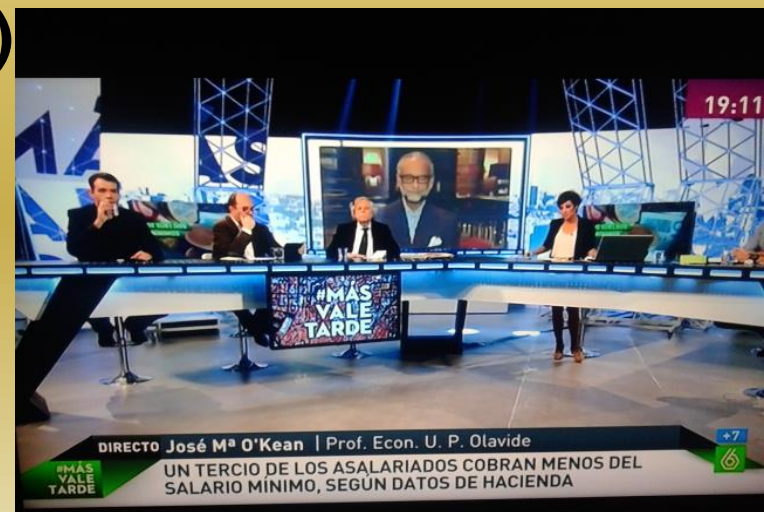 19:11
#MÁS
VALE
TARDE
DIRECTO José Mª O'Kean | Prof. Econ. U. P. Olavide
+7
#MÁS
VALE
TARDE
UN TERCIO DE LOS ASALARIADOS COBRAN MENOS DEL
SALARIO MÍNIMO, SEGÚN DATOS DE HACIENDA
6